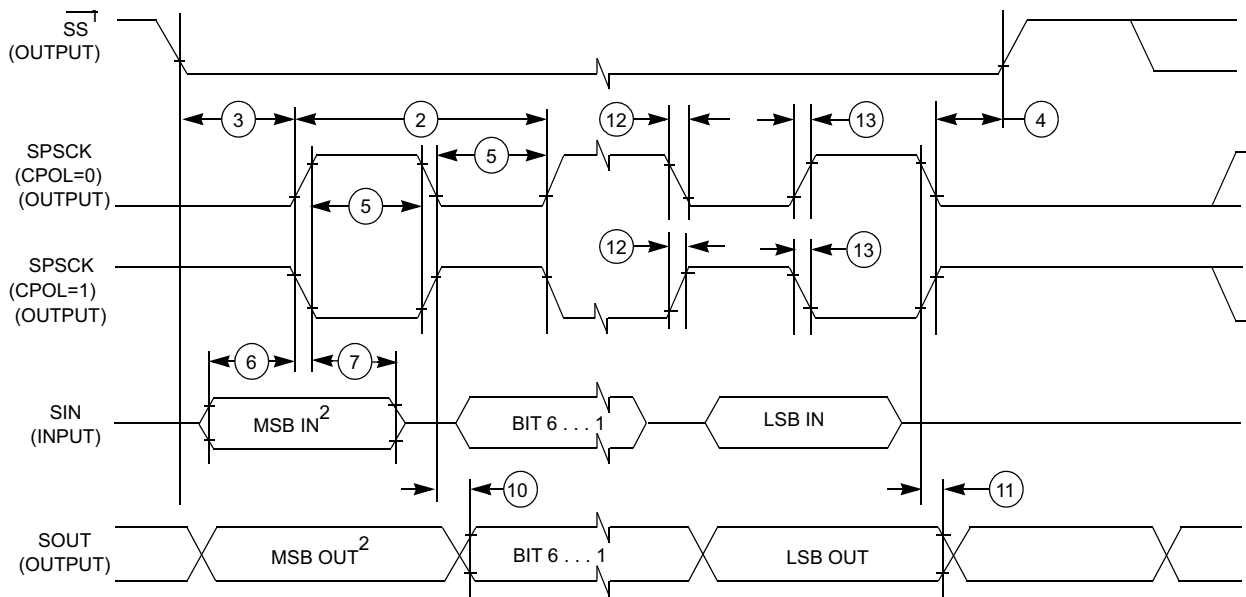 SS 1
(OUTPUT)
3
2
12
13
4
SPSCK
(CPOL=0)
(OUTPUT)
5
5
12
13
SPSCK
(CPOL=1)
(OUTPUT)
6
7
SIN
(INPUT)
MSB IN2
BIT 6 . . . 1
LSB IN
10
11
SOUT
(OUTPUT)
MSB OUT2
BIT 6 . . . 1
LSB OUT